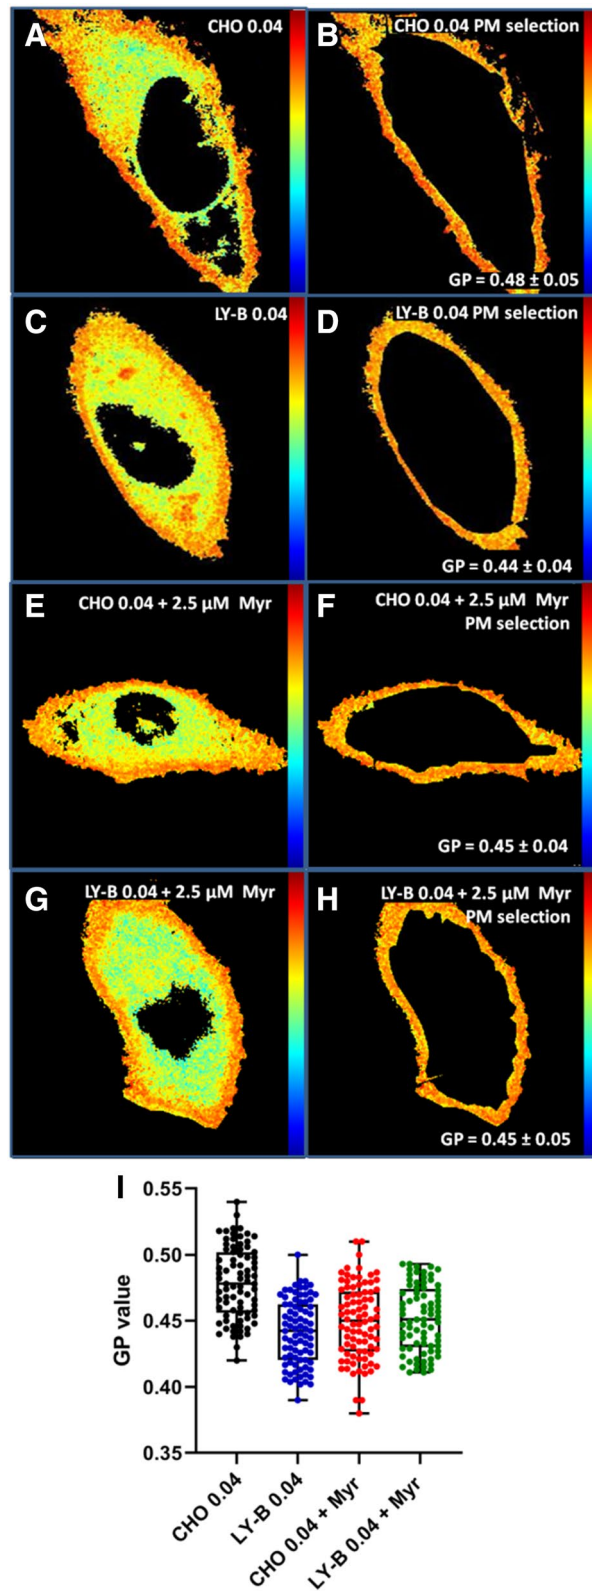 A
CHO 0.04
B
CHO 0.04 PM selection
GP = 0.48 ± 0.05
C
LY-B 0.04
D
LY-B 0.04 PM selection
GP = 0.44 ± 0.04
E
CHO 0.04 + 2.5 µM Myr
F
CHO 0.04 + 2.5 µM Myr
PM selection
GP = 0.45 ± 0.04
G
LY-B 0.04 + 2.5 µM Myr
H
LY-B 0.04 + 2.5 µM Myr
PM selection
GP = 0.45 ± 0.05
I
GP value
0.55
0.50
0.45
0.40
0.35
CHO 0.04
LY-B 0.04
CHO 0.04 + Myr
LY-B 0.04 + Myr